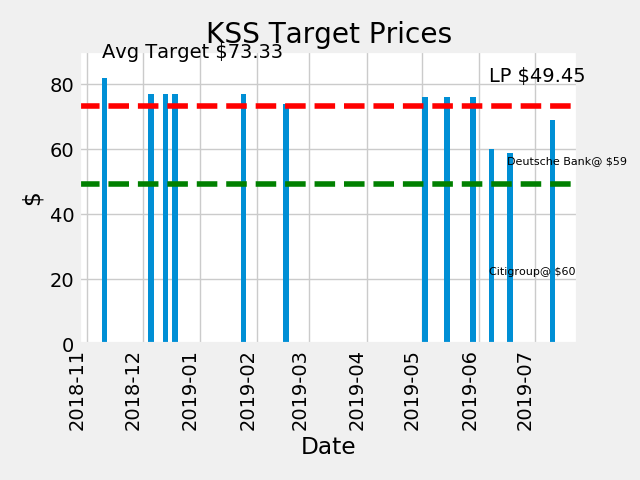 KSS Target Prices
Avg Target $73.33
LP $49.45
Deutsche Bank@ $59
Citigroup@ $60
$
80
60
40
20
0
2018-11
2018-12
2019-01
2019-02
2019-03
2019-04
2019-05
2019-06
2019-07
Date